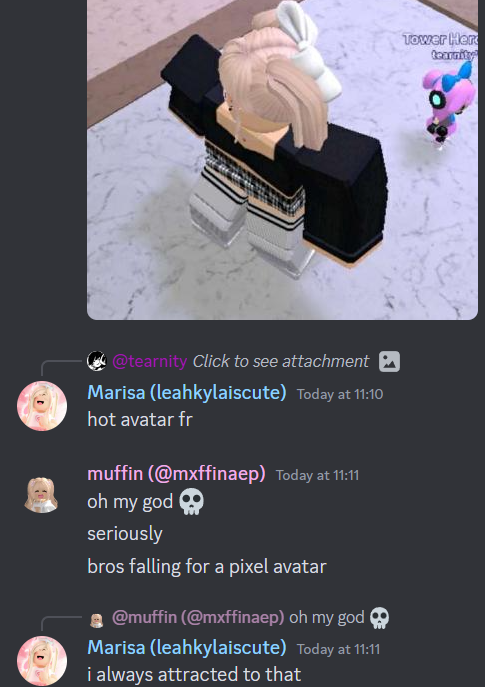 Tower Hero
tearnity
@tearnity Click to see attachment
Marisa (leahkylaiscute) Today at 11:10
hot avatar fr
muffin (@mxffinaep) Today at 11:11
oh my god 💀
seriously
bros falling for a pixel avatar
@muffin (@mxffinaep) oh my god 💀
Marisa (leahkylaiscute) Today at 11:11
i always attracted to that